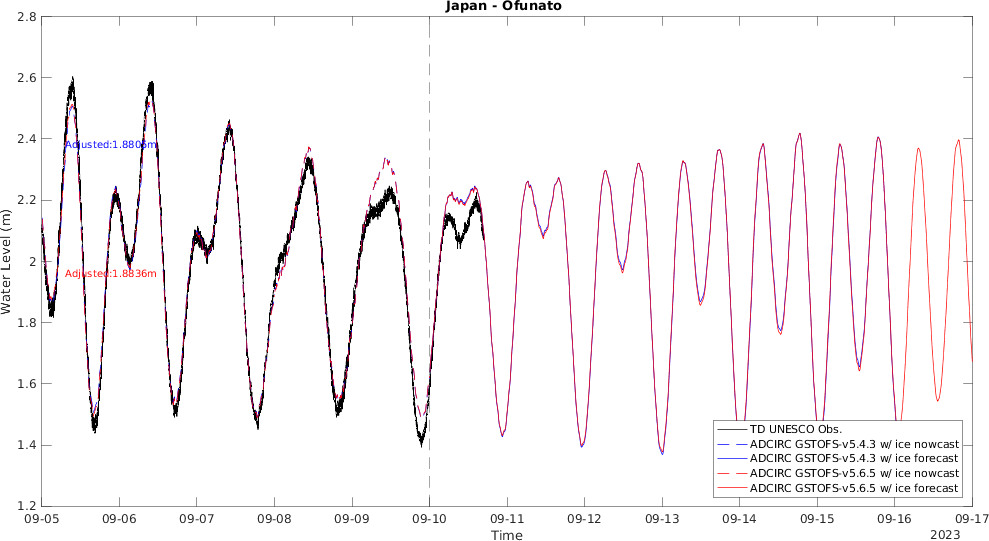 Japan - Ofunato
Water Level (m)
2.8
2.6
2.4
2.2
2
1.8
1.6
1.4
1.2
Adjusted:1.8806m
Adjusted:1.8836m
TD UNESCO Obs.
ADCIRC GSTOFS-v5.4.3 w/ ice nowcast
ADCIRC GSTOFS-v5.4.3 w/ ice forecast
ADCIRC GSTOFS-v5.6.5 w/ ice nowcast
ADCIRC GSTOFS-v5.6.5 w/ ice forecast
09-05 09-06 09-07 09-08 09-09 09-10 09-11 09-12 09-13 09-14 09-15 09-16 09-17
Time
2023